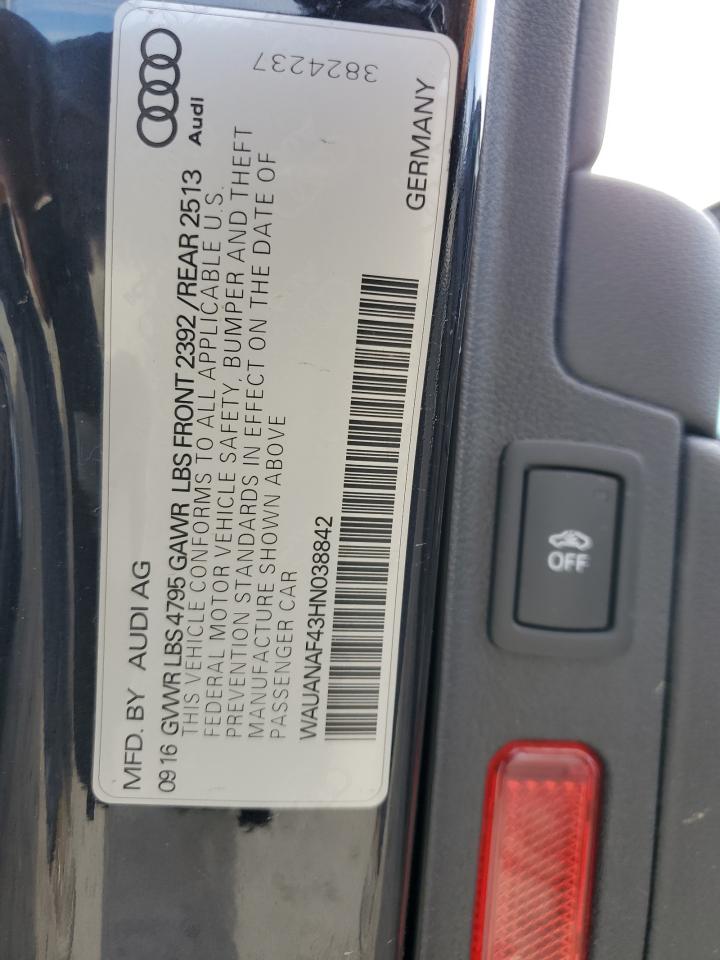 Audi
3824237
MFD. BY AUDI AG
GERMANY
0916 GVWR LBS 4795 GAWR LBS FRONT 2392 /REAR 2513
THIS VEHICLE CONFORMS TO ALL APPLICABLE U.S.
FEDERAL MOTOR VEHICLE SAFETY, BUMPER AND THEFT
PREVENTION STANDARDS IN EFFECT ON THE DATE OF
MANUFACTURE SHOWN ABOVE
PASSENGER CAR
WAUANAF43HN038842
OFF